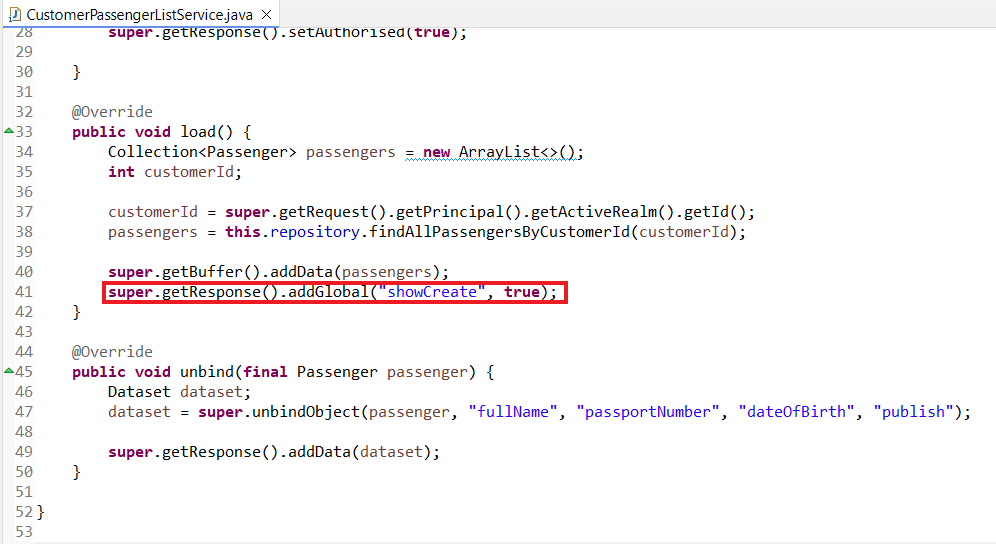 CustomerPassengerListService.java
28 super.getResponse().setAuthorised(true);
29
30 }
31
32 @Override
33 public void load() {
34 Collection<Passenger> passengers = new ArrayList<>();
35 int customerId;
36
37 customerId = super.getRequest().getPrincipal().getActiveRealm().getId();
38 passengers = this.repository.findAllPassengersByCustomerId(customerId);
39
40 super.getBuffer().addData(passengers);
41 super.getResponse().addGlobal("showCreate", true);
42 }
43
44 @Override
45 public void unbind(final Passenger passenger) {
46 Dataset dataset;
47 dataset = super.unbindObject(passenger, "fullName", "passportNumber", "dateOfBirth", "publish");
48
49 super.getResponse().addData(dataset);
50 }
51
52 }
53